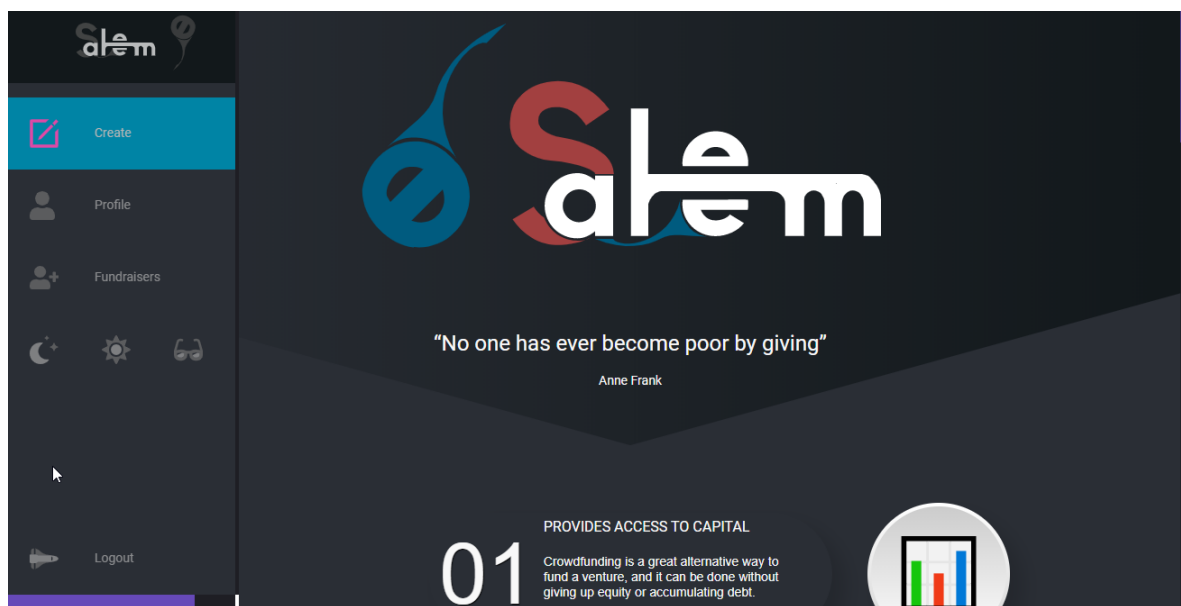 Salem
Create
Profile
Fundraisers
Logout
Salem
“No one has ever become poor by giving”
Anne Frank
01
PROVIDES ACCESS TO CAPITAL
Crowdfunding is a great alternative way to
fund a venture, and it can be done without
giving up equity or accumulating debt.